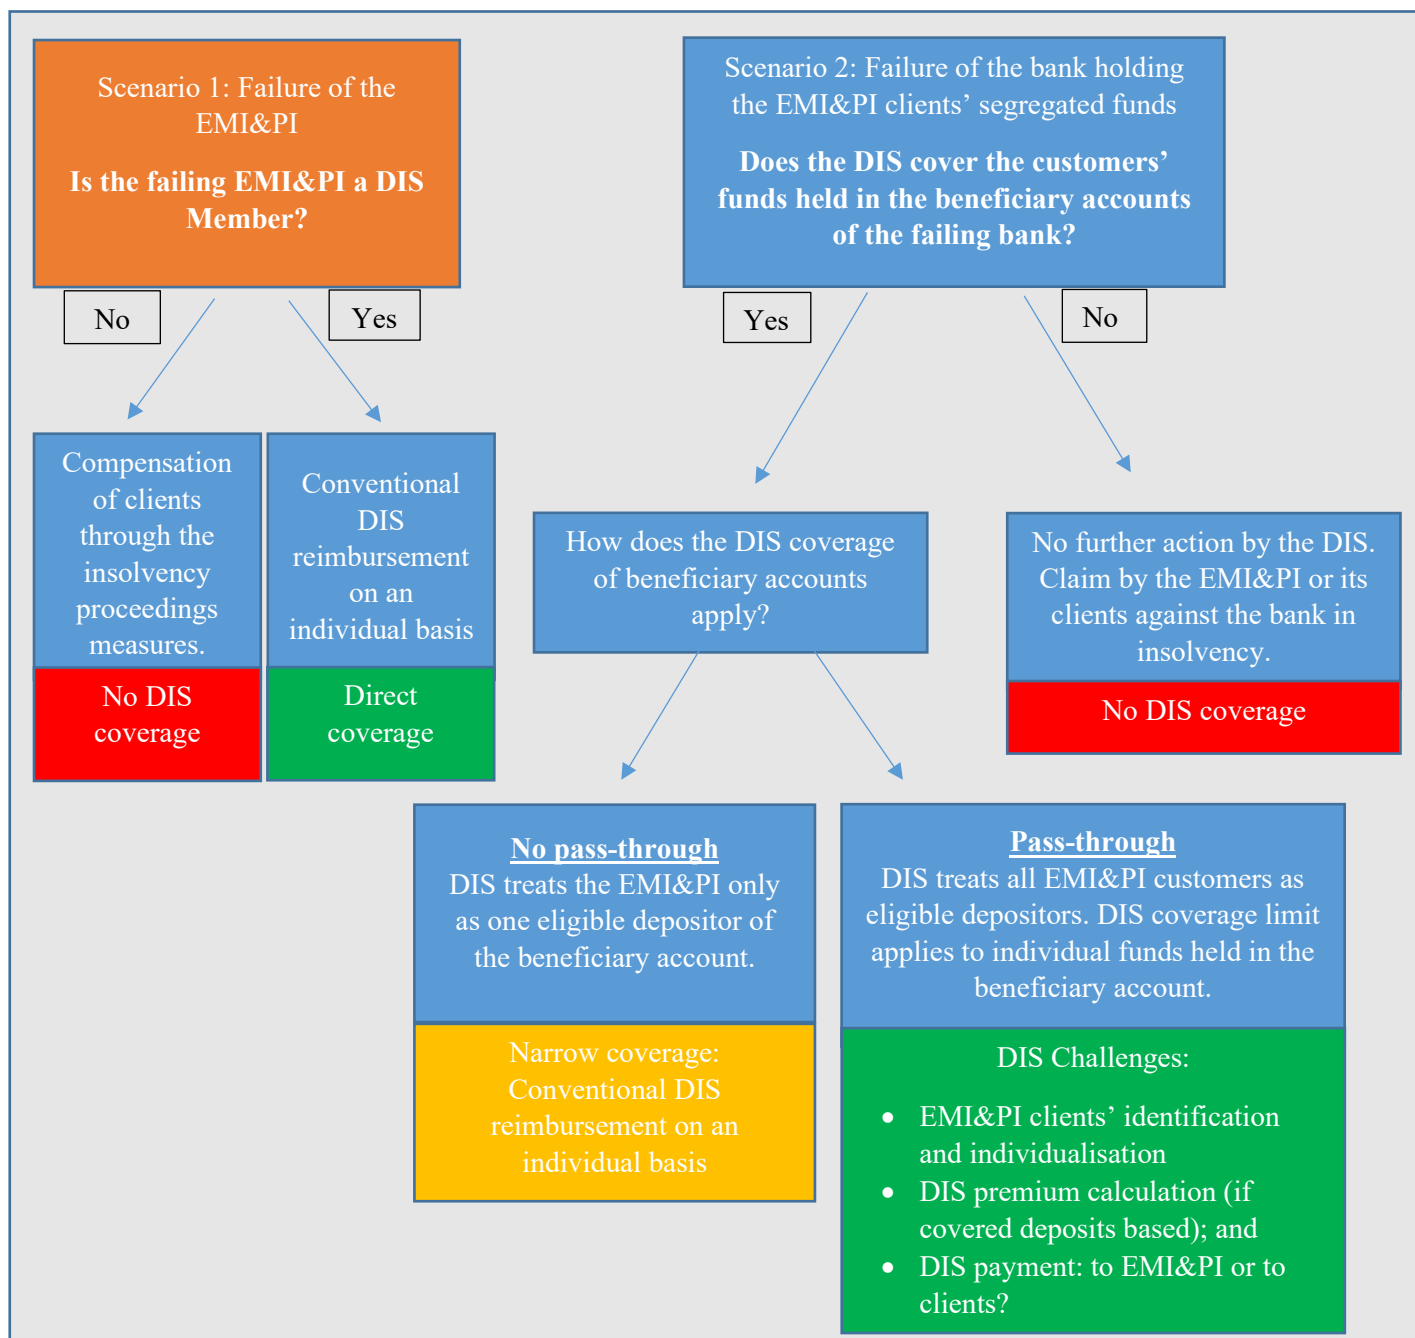 Scenario 1: Failure of the
EMI&PI
Is the failing EMI&PI a DIS
Member?
No
Yes
Compensation
of clients
through the
insolvency
proceedings
measures.
No DIS
coverage
Conventional
DIS
reimbursement
on an
individual basis
Direct
coverage
Scenario 2: Failure of the bank holding
the EMI&PI clients’ segregated funds
Does the DIS cover the customers’
funds held in the beneficiary accounts
of the failing bank?
Yes
No
How does the DIS coverage
of beneficiary accounts
apply?
No further action by the DIS.
Claim by the EMI&PI or its
clients against the bank in
insolvency.
No DIS coverage
No pass-through
DIS treats the EMI&PI only
as one eligible depositor of
the beneficiary account.
Narrow coverage:
Conventional DIS
reimbursement on an
individual basis
Pass-through
DIS treats all EMI&PI customers as
eligible depositors. DIS coverage limit
applies to individual funds held in the
beneficiary account.
DIS Challenges:
• EMI&PI clients’ identification
and individualisation
• DIS premium calculation (if
covered deposits based); and
• DIS payment: to EMI&PI or to
clients?